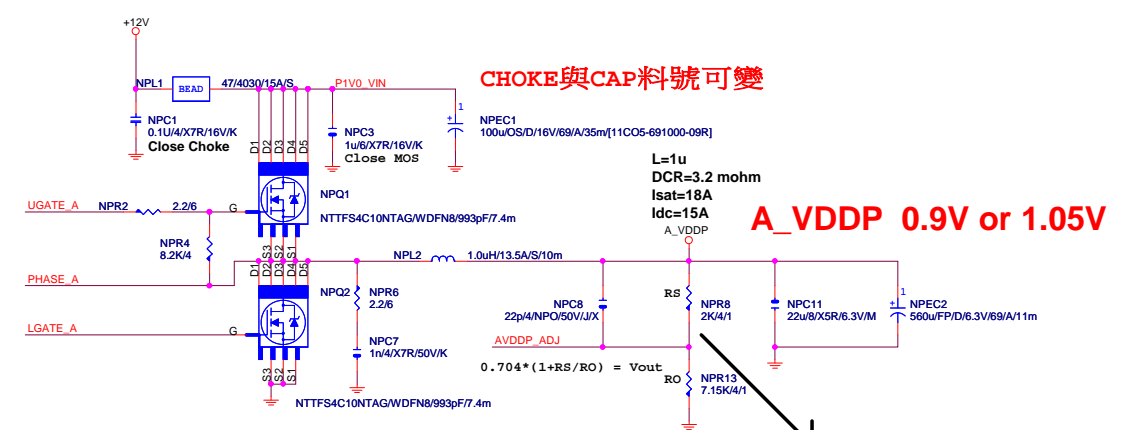 +12V
NPL1
BEAD
47/4030/15A/S
P1V0_VIN
CHOKE與CAP料號可變
NPC1
0.1U/4/X7R/16V/K
Close Choke
D1
D2
D3
D4
D5
NPC3
1u/6/X7R/16V/K
Close MOS
1
+
NPEC1
100u/OS/D/16V/69/A/35m/[11CO5-691000-09R]
L=1u
DCR=3.2 mohm
Isat=18A
Idc=15A
A_VDDP
A_VDDP 0.9V or 1.05V
UGATE_A
NPR2
2.2/6
G
NPQ1
NTTFS4C10NTAG/WDFN8/993pF/7.4m
NPR4
8.2K/4
S3
S2
S1
D1
D2
D3
D4
D5
NPL2
1.0uH/13.5A/S/10m
PHASE_A
NPQ2
NPR6
2.2/6
NPC8
22p/4/NPO/50V/J/X
RS
NPR8
2K/4/1
NPC11
22u/8/X5R/6.3V/M
1
+
NPEC2
560u/FP/D/6.3V/69/A/11m
LGATE_A
G
NPC7
1n/4/X7R/50V/K
AVDDP_ADJ
0.704*(1+RS/RO) = Vout
RO
NPR13
7.15K/4/1
S3
S2
S1
NTTFS4C10NTAG/WDFN8/993pF/7.4m